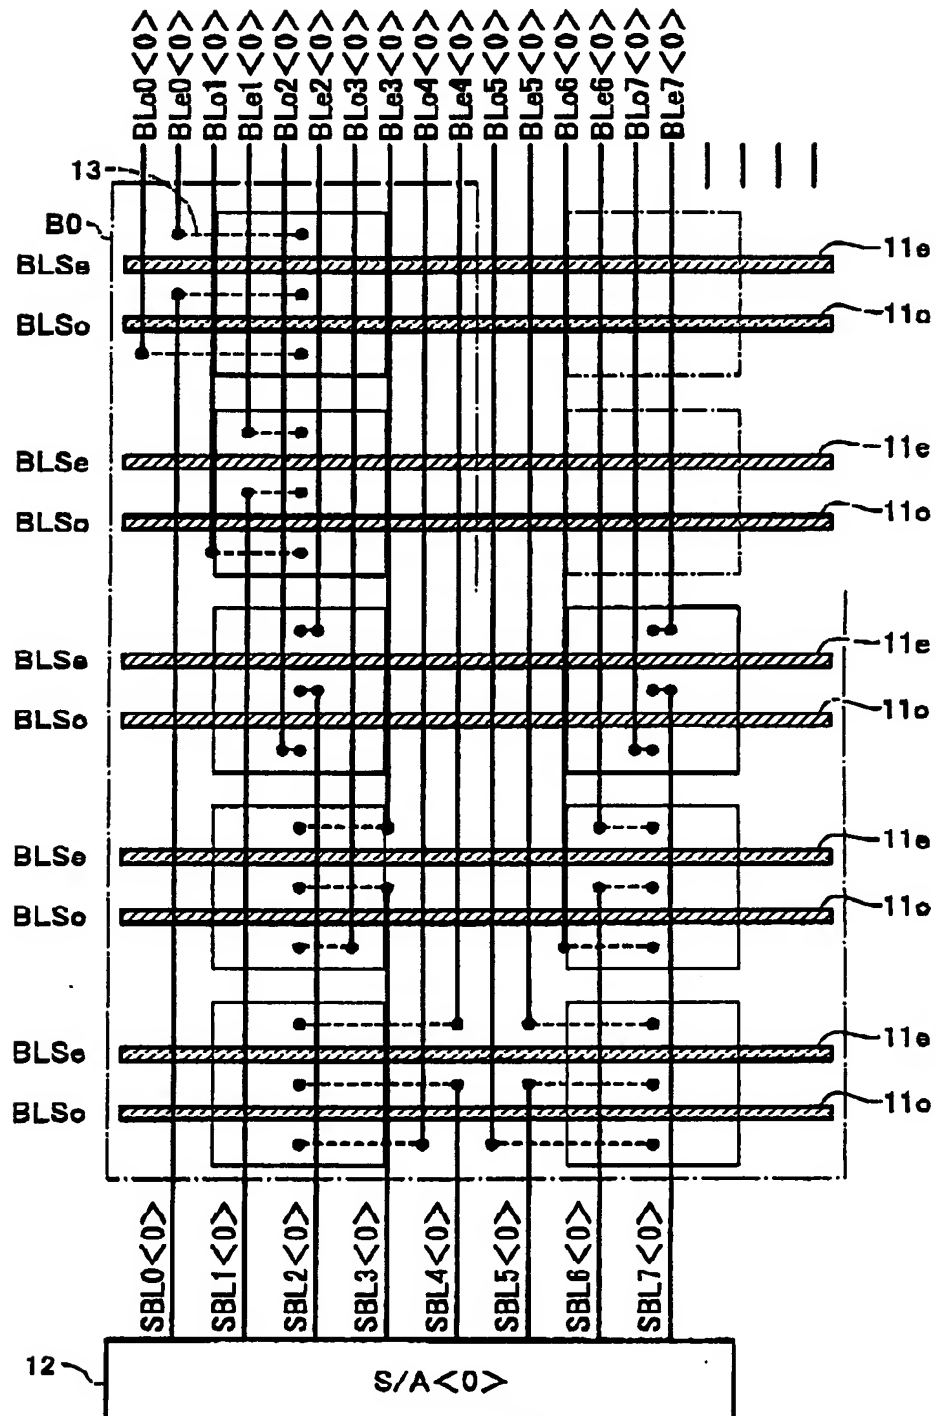 BLo0<0>
BLe0<0>
BLo1<0>
BLe1<0>
BLo2<0>
BLe2<0>
BLo3<0>
BLe3<0>
BLo4<0>
BLe4<0>
BLo5<0>
BLe5<0>
BLo6<0>
BLe6<0>
BLo7<0>
BLe7<0>
13
B0
BLSe
11e
BLSo
11o
BLSe
11e
BLSo
11o
BLSe
11e
BLSo
11o
BLSe
11e
BLSo
11o
BLSe
11e
BLSo
11o
SBL0<0>
SBL1<0>
SBL2<0>
SBL3<0>
SBL4<0>
SBL5<0>
SBL6<0>
SBL7<0>
12
S/A<0>